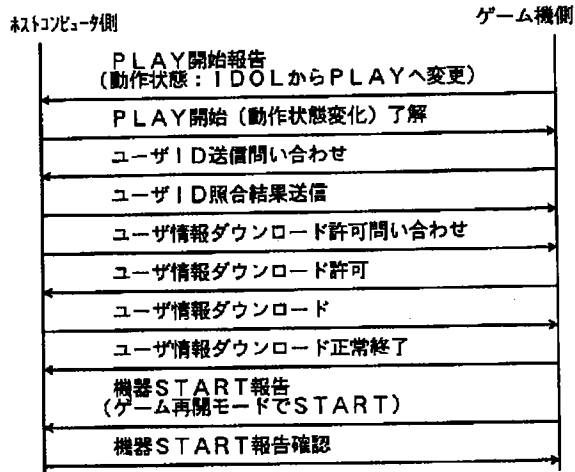 ホストコンピュータ側
ゲーム機側
PLAY開始報告
(動作状態:IDOLからPLAYへ変更)
PLAY開始(動作状態変化)了解
ユーザID送信問い合わせ
ユーザID照合結果送信
ユーザ情報ダウンロード許可問い合わせ
ユーザ情報ダウンロード許可
ユーザ情報ダウンロード
ユーザ情報ダウンロード正常終了
機器START報告
(ゲーム再開モードでSTART)
機器START報告確認